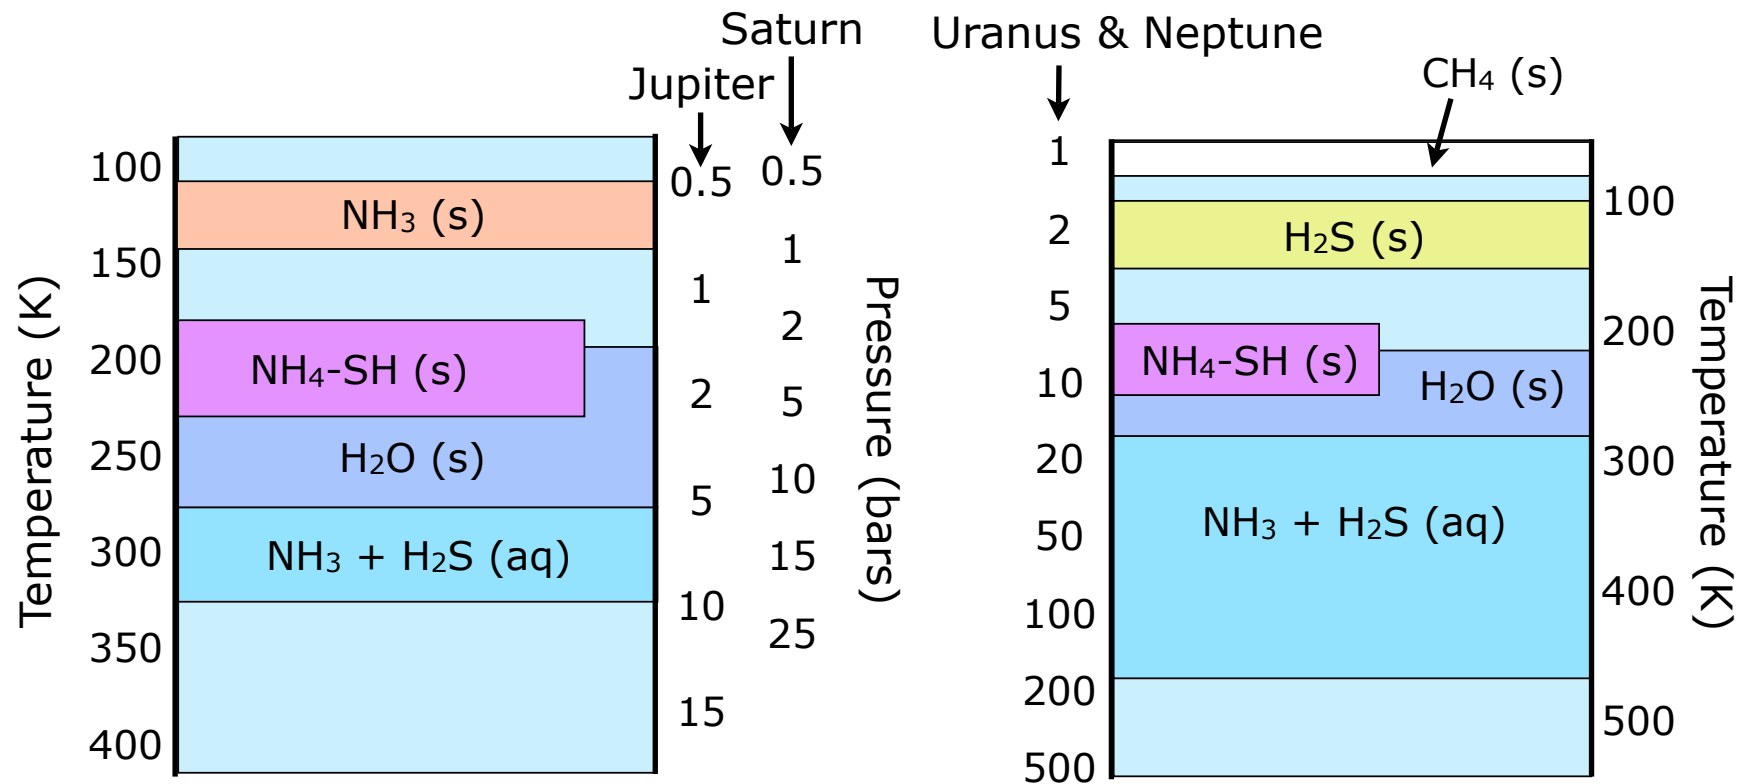 Saturn
Jupiter
Uranus & Neptune
CH₄ (s)
Temperature (K)
100
150
200
250
300
350
400
NH₃ (s)
NH₄-SH (s)
H₂O (s)
NH₃ + H₂S (aq)
0.5
1
2
5
10
15
0.5
1
2
5
10
15
25
Pressure (bars)
1
2
5
10
20
50
100
200
500
H₂S (s)
NH₄-SH (s)
H₂O (s)
NH₃ + H₂S (aq)
100
200
300
400
500
Temperature (K)